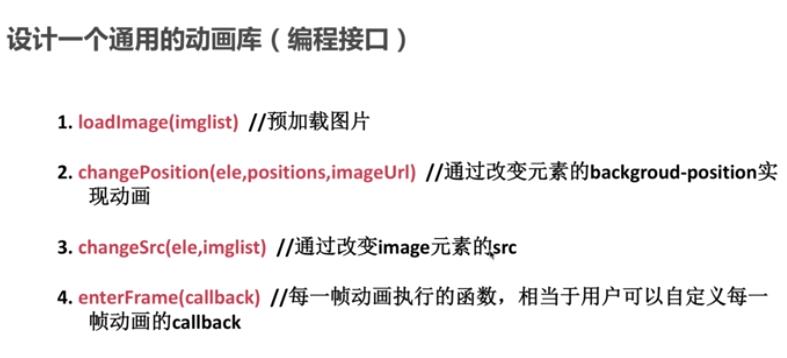 设计一个通用的动画库（编程接口）
1. loadImage(imglist) //预加载图片
2. changePosition(ele,positions,imageUrl) //通过改变元素的backgroud-position实
现动画
3. changeSrc(ele,imglist) //通过改变image元素的src
4. enterFrame(callback) //每一帧动画执行的函数，相当于用户可以自定义每一
帧动画的callback